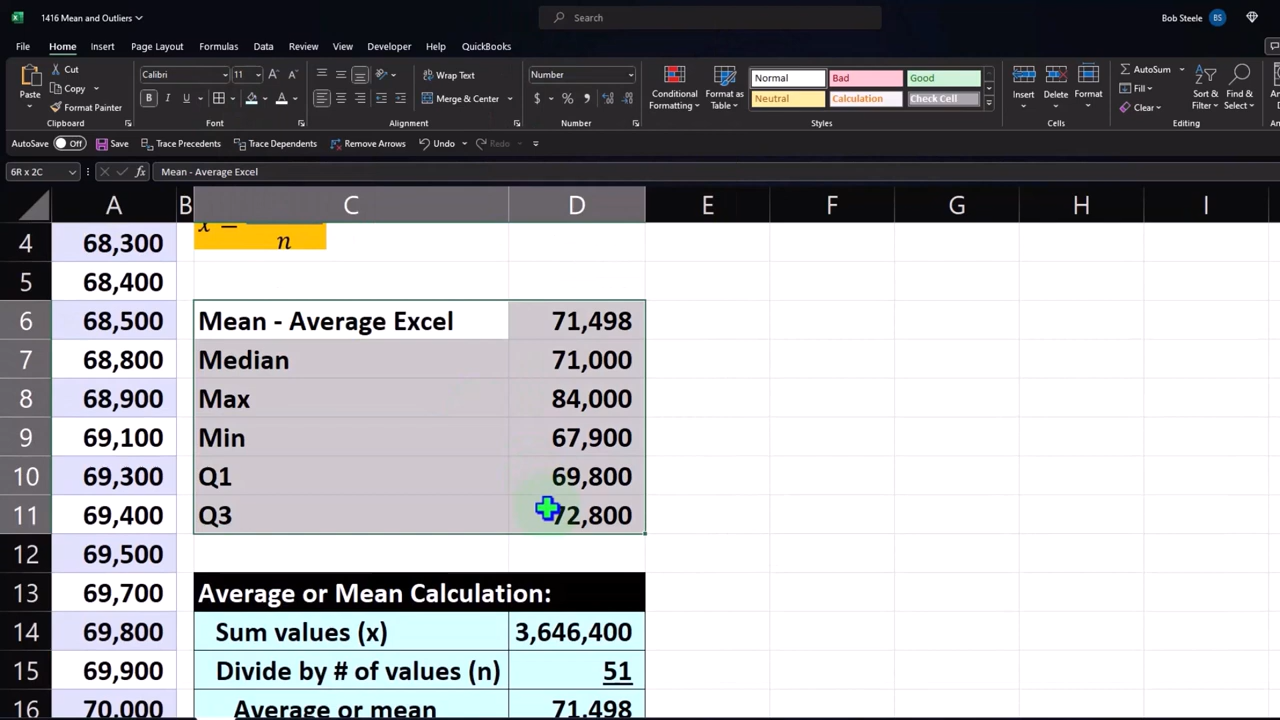 1416 Mean and Outliers
Search
Bob Steele BS
File Home Insert Page Layout Formulas Data Review View Developer Help QuickBooks
Paste
Cut
Copy
Format Painter
Clipboard
Calibri 11
B I U
Font
Wrap Text
Merge & Center
Alignment
Number
$ % ,
Number
Conditional Formatting
Format as Table
Normal Bad Good
Neutral Calculation Check Cell
Styles
Insert Delete Format
Cells
AutoSum
Fill
Clear
Sort & Filter
Find & Select
Editing
AutoSave Off Save Trace Precedents Trace Dependents Remove Arrows Undo Redo
6R x 2C fx Mean - Average Excel
A B C D E F G H I
4 68,300 n
5 68,400
6 68,500 Mean - Average Excel 71,498
7 68,800 Median 71,000
8 68,900 Max 84,000
9 69,100 Min 67,900
10 69,300 Q1 69,800
11 69,400 Q3 72,800
12 69,500
13 69,700 Average or Mean Calculation:
14 69,800 Sum values (x) 3,646,400
15 69,900 Divide by # of values (n) 51
16 70,000 Average or mean 71,498